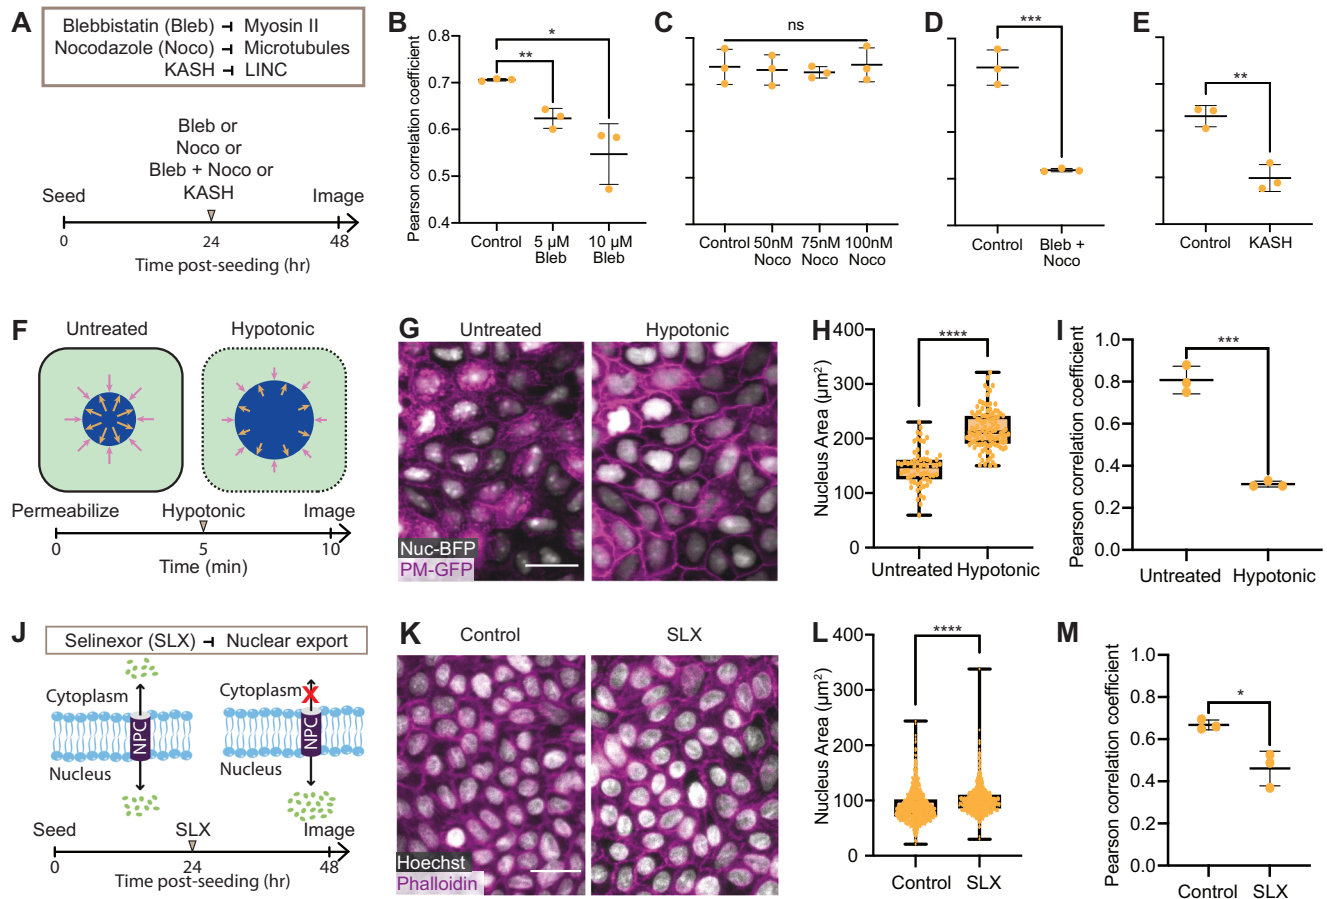 A
Blebbistatin (Bleb) ⊣ Myosin II
Nocodazole (Noco) ⊣ Microtubules
KASH ⊣ LINC
Bleb or
Noco or
Bleb + Noco or
KASH
Seed
Image
0
24
48
Time post-seeding (hr)
B
Pearson correlation coefficient
0.8
0.7
0.6
0.5
0.4
*
**
Control
5 µM
Bleb
10 µM
Bleb
C
ns
Control
50nM
Noco
75nM
Noco
100nM
Noco
D
***
Control
Bleb +
Noco
E
**
Control
KASH
F
Untreated
Hypotonic
Permeabilize
Hypotonic
Image
0
5
10
Time (min)
G
Untreated
Hypotonic
Nuc-BFP
PM-GFP
H
Nucleus Area (µm²)
400
300
200
100
0
****
Untreated
Hypotonic
I
Pearson correlation coefficient
1.0
0.8
0.6
0.4
0.2
0.0
***
Untreated
Hypotonic
J
Selinexor (SLX) ⊣ Nuclear export
Cytoplasm
NPC
Nucleus
Cytoplasm
X
NPC
Nucleus
Seed
SLX
Image
0
24
48
Time post-seeding (hr)
K
Control
SLX
Hoechst
Phalloidin
L
Nucleus Area (µm²)
400
300
200
100
0
****
Control
SLX
M
Pearson correlation coefficient
1.0
0.8
0.6
0.4
0.2
0.0
*
Control
SLX